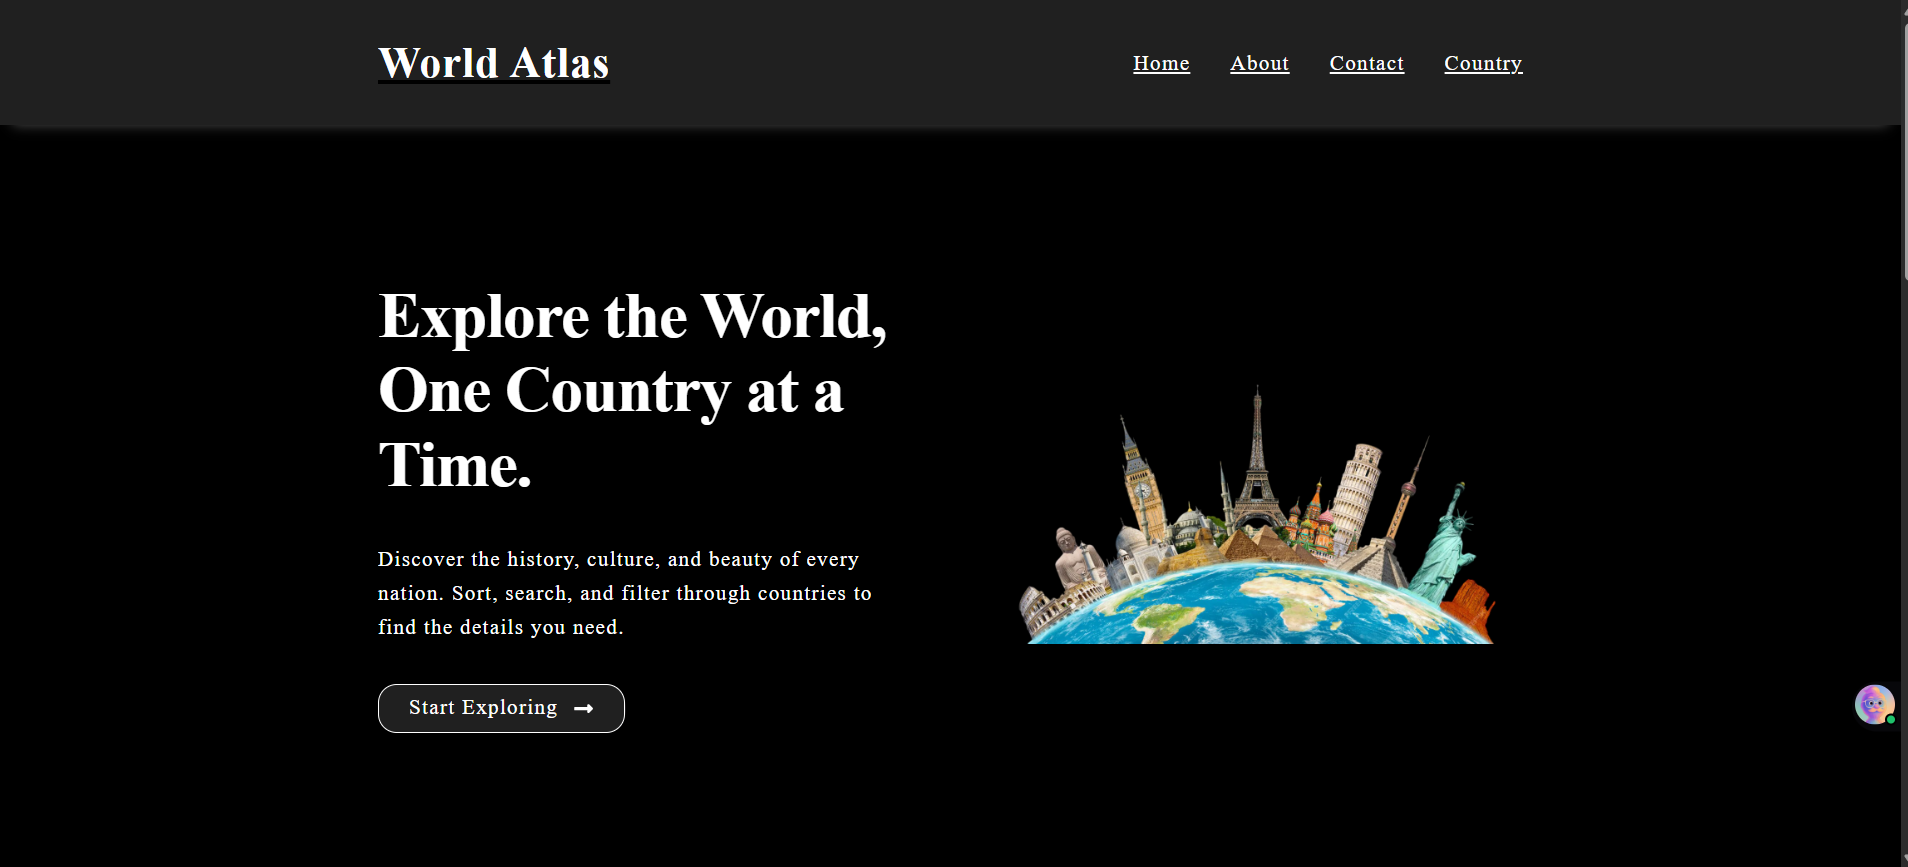 World Atlas
Home About Contact Country
Explore the World,
One Country at a
Time.
Discover the history, culture, and beauty of every
nation. Sort, search, and filter through countries to
find the details you need.
Start Exploring